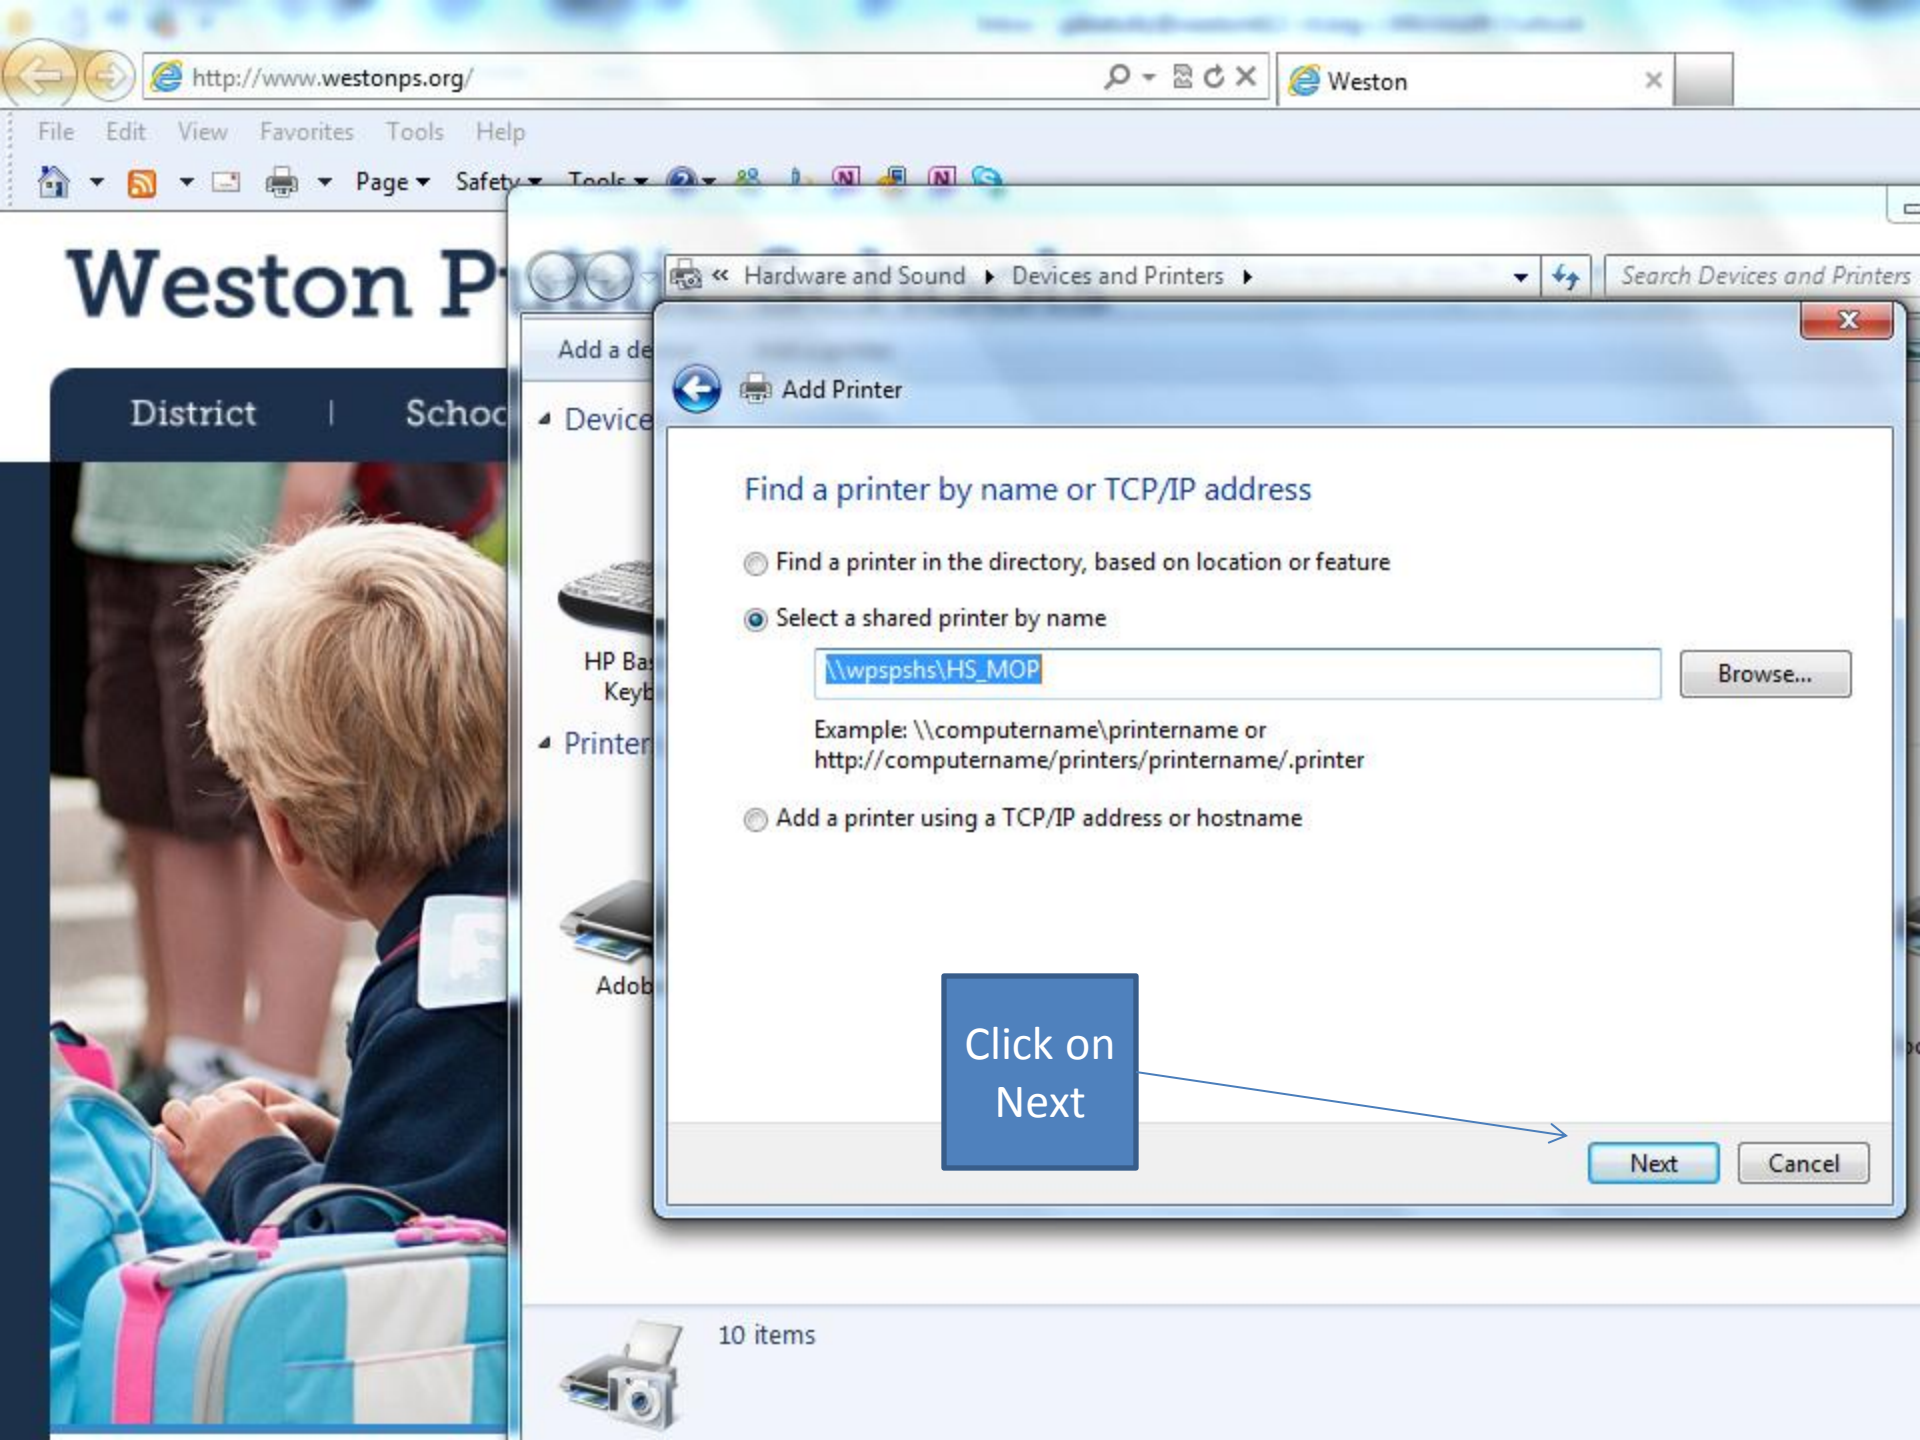 http://www.westonps.org/
Weston
File Edit View Favorites Tools Help
Page Safety Tools
Weston P
Hardware and Sound Devices and Printers
Search Devices and Printers
Add a de
District | Schoo
Device
Add Printer
Find a printer by name or TCP/IP address
Find a printer in the directory, based on location or feature
Select a shared printer by name
\\wpspshs\HS_MOP
Browse...
HP Bas
Keyb
Example: \\computername\printername or
http://computername/printers/printername/.printer
Printer
Add a printer using a TCP/IP address or hostname
Adob
Click on
Next
Next
Cancel
10 items